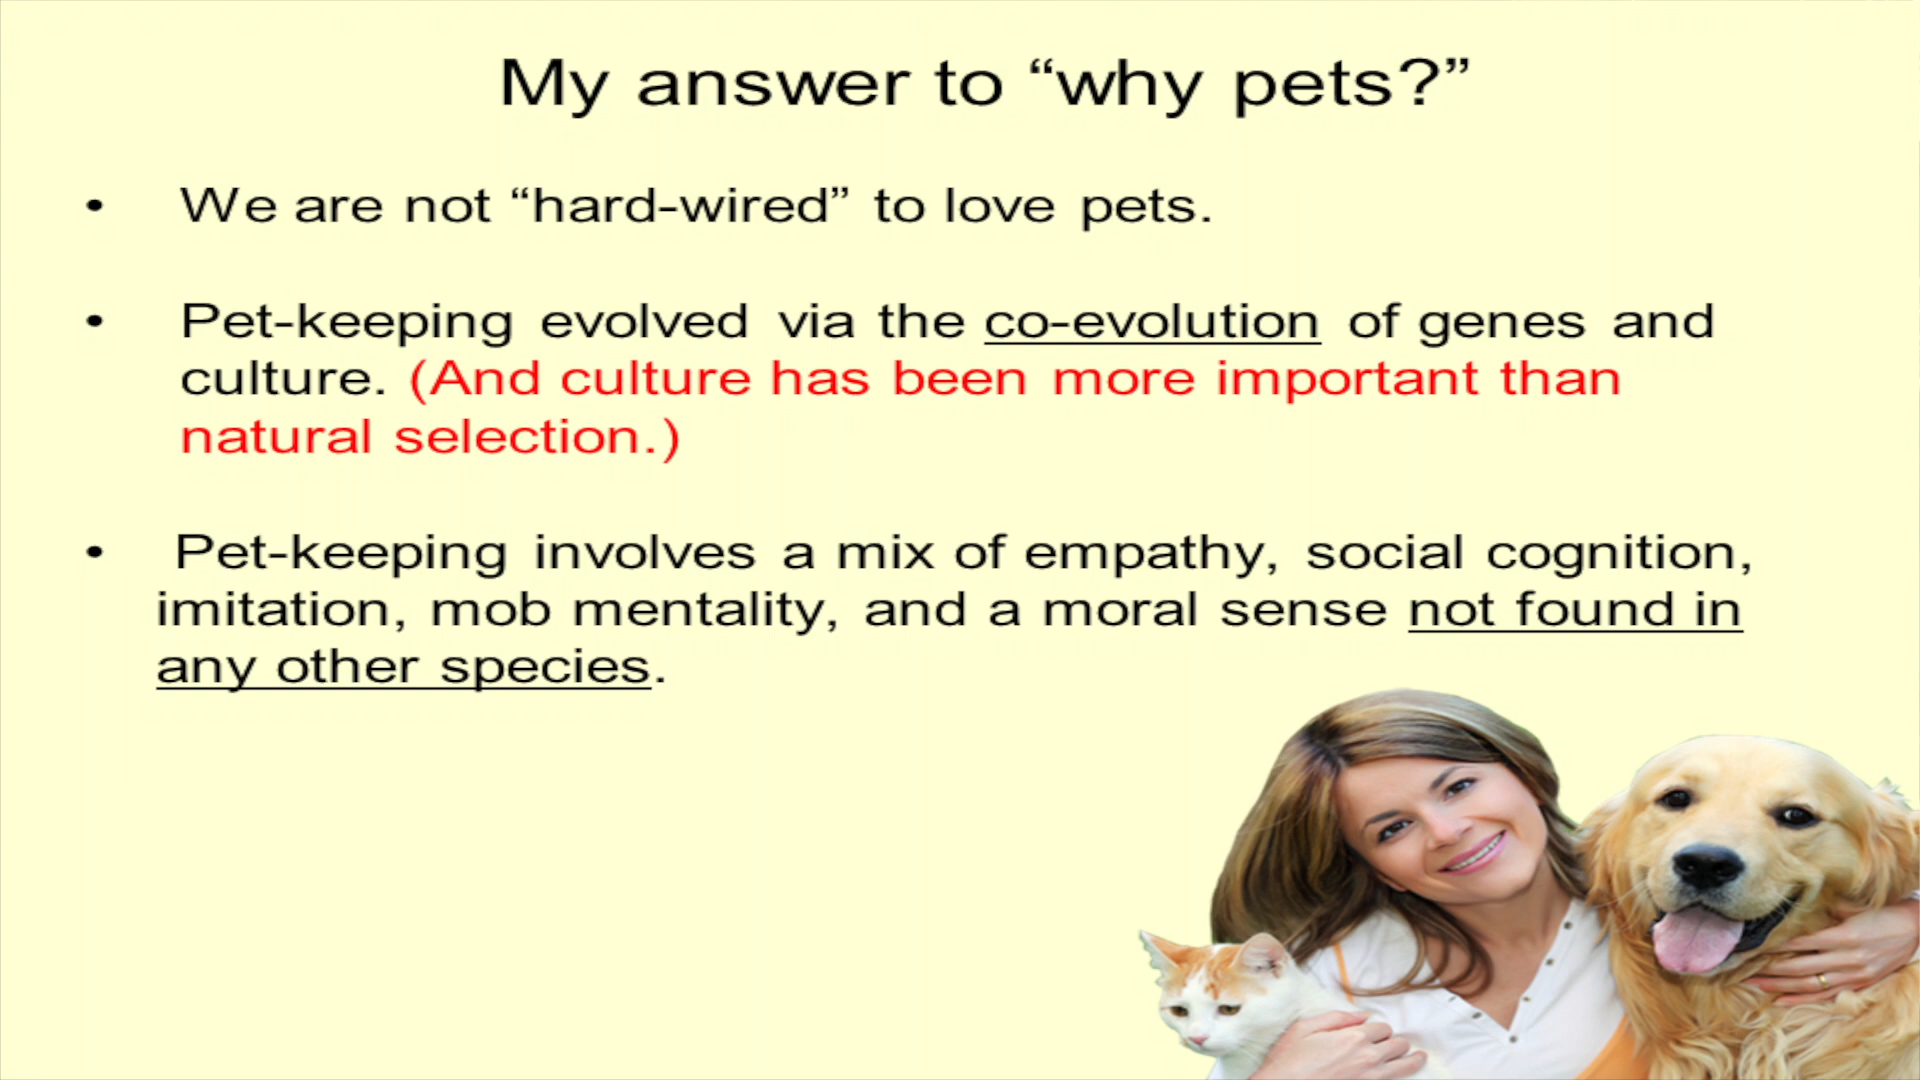 My answer to “why pets?”
• We are not “hard-wired” to love pets.
• Pet-keeping evolved via the co-evolution of genes and
culture. (And culture has been more important than
natural selection.)
• Pet-keeping involves a mix of empathy, social cognition,
imitation, mob mentality, and a moral sense not found in
any other species.